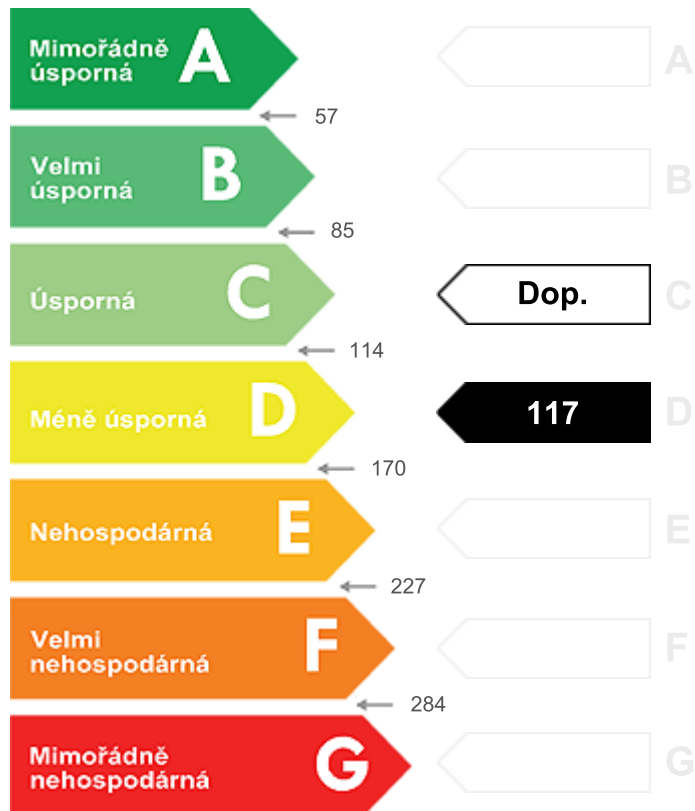 Mimořádně
úsporná
A
A
57
Velmi
úsporná
B
B
85
Úsporná
C
Dop.
C
114
Méně úsporná
D
117
D
170
Nehospodárná
E
E
227
Velmi
nehospodárná
F
F
284
Mimořádně
nehospodárná
G
G